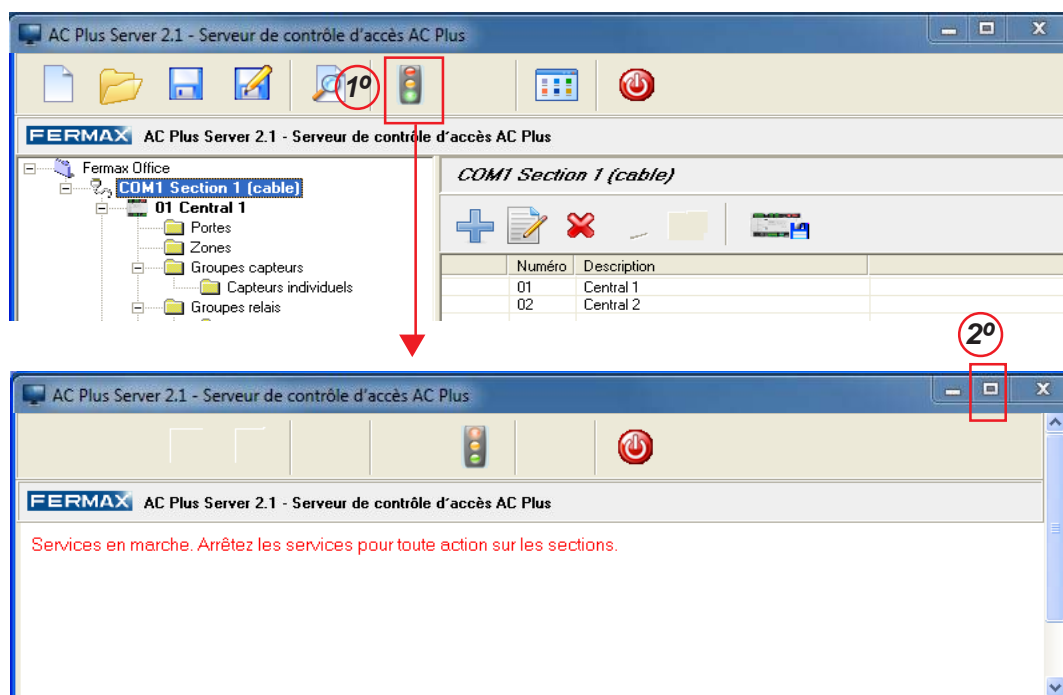 AC Plus Server 2.1 - Serveur de contrôle d'accès AC Plus
1º
FERMAX AC Plus Server 2.1 - Serveur de contrôle d'accès AC Plus
Fermax Office
COM1 Section 1 (cable)
01 Central 1
Portes
Zones
Groupes capteurs
Capteurs individuels
Groupes relais
COM1 Section 1 (cable)
Numéro Description
01 Central 1
02 Central 2
2º
AC Plus Server 2.1 - Serveur de contrôle d'accès AC Plus
FERMAX AC Plus Server 2.1 - Serveur de contrôle d'accès AC Plus
Services en marche. Arrêtez les services pour toute action sur les sections.